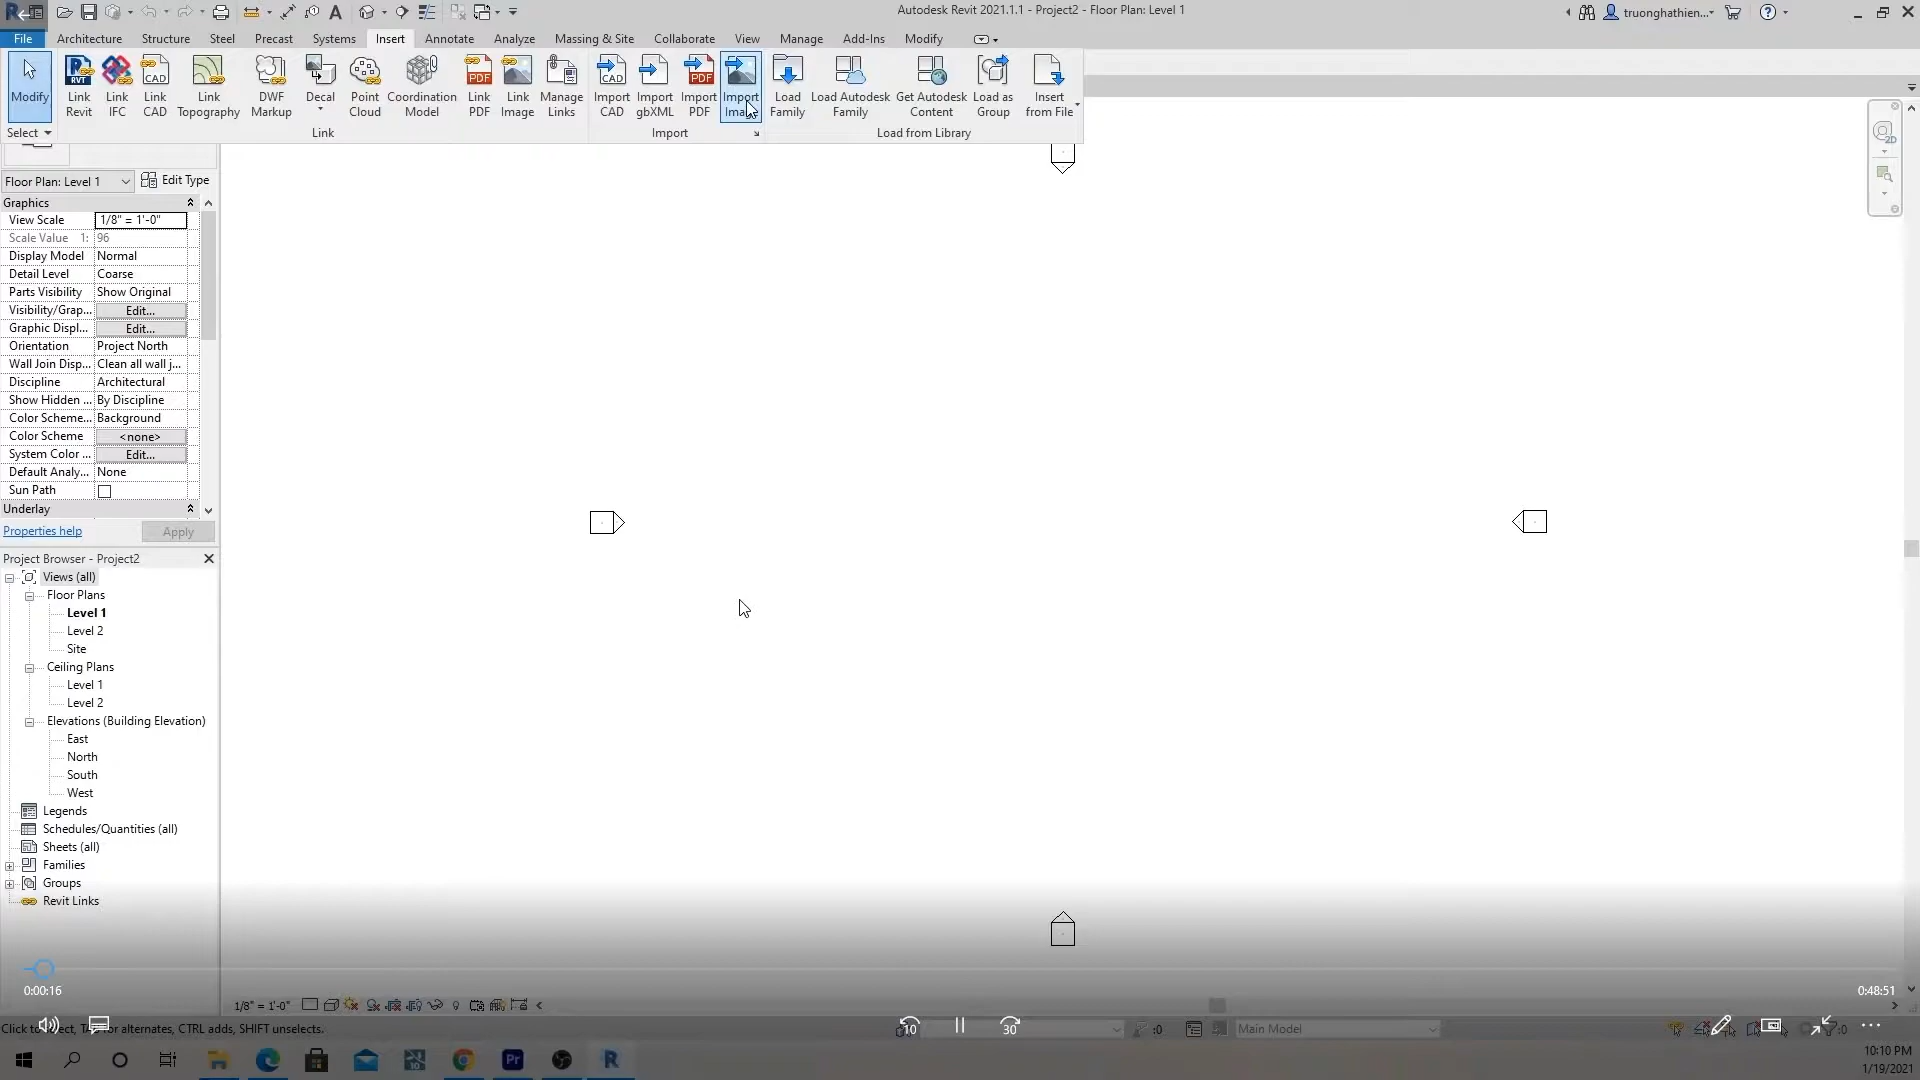 Autodesk Revit 2021.1.1 - Project2 - Floor Plan: Level 1
truonghathien...
File Architecture Structure Steel Precast Systems Insert Annotate Analyze Massing & Site Collaborate View Manage Add-Ins Modify
Modify
Link Revit
Link IFC
Link CAD
Link Topography
DWF Markup
Decal
Point Cloud
Coordination Model
Link PDF
Link Image
Manage Links
Import CAD
Import gbXML
Import PDF
Import
Load Family
Load Autodesk Family
Get Autodesk Content
Load as Group
Insert from File
Select
Link
Import
Load from Library
Floor Plan: Level 1
Edit Type
Graphics
View Scale 1/8" = 1'-0"
Scale Value 1: 96
Display Model Normal
Detail Level Coarse
Parts Visibility Show Original
Visibility/Grap... Edit...
Graphic Displ... Edit...
Orientation Project North
Wall Join Disp... Clean all wall j...
Discipline Architectural
Show Hidden ... By Discipline
Color Scheme... Background
Color Scheme <none>
System Color ... Edit...
Default Analy... None
Sun Path
Underlay
Properties help Apply
Project Browser - Project2
Views (all)
Floor Plans
Level 1
Level 2
Site
Ceiling Plans
Level 1
Level 2
Elevations (Building Elevation)
East
North
South
West
Legends
Schedules/Quantities (all)
Sheets (all)
Families
Groups
Revit Links
0:00:16
0:48:51
1/8" = 1'-0"
for alternates, CTRL adds, SHIFT unselects.
10
30
:0
Main Model
:0
10:10 PM
1/19/2021